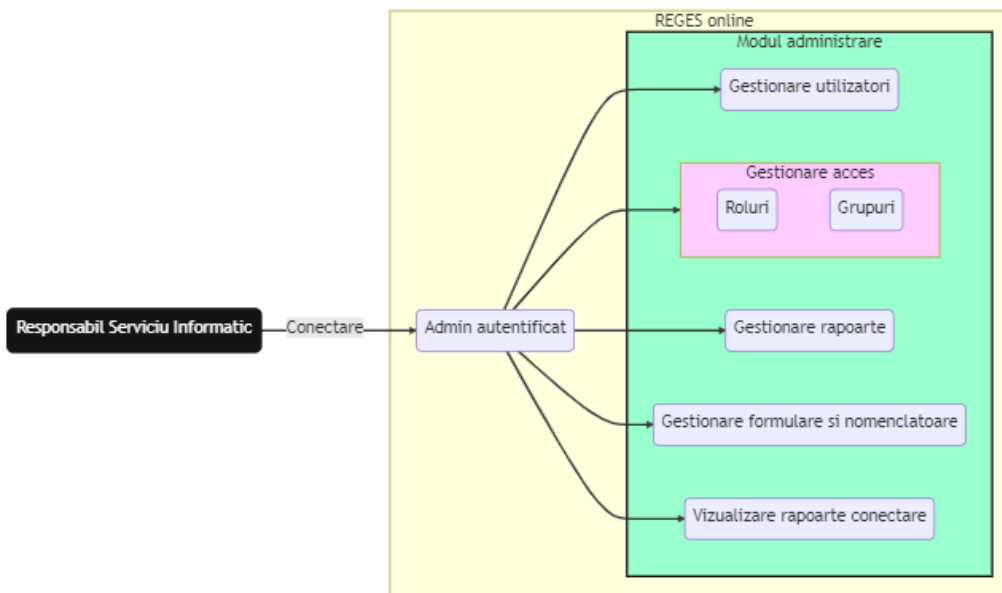 REGES online
Modul administrare
Gestionare utilizatori
Gestionare acces
Roluri
Grupuri
Responsabil Serviciu Informatic
Conectare
Admin autentificat
Gestionare rapoarte
Gestionare formulare si nomenclatoare
Vizualizare rapoarte conectare